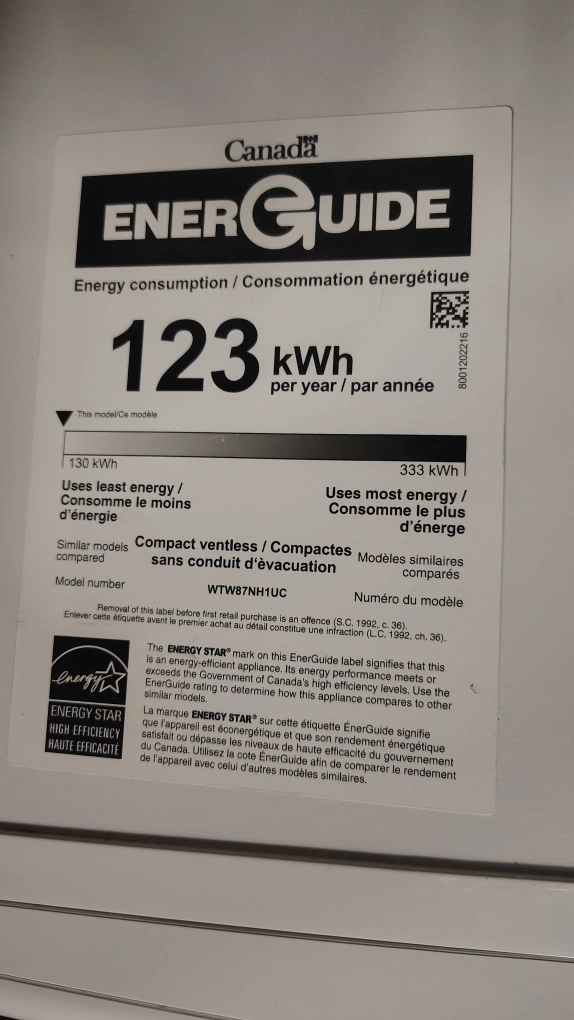 Canada
ENERGUIDE
Energy consumption / Consommation énergétique
123 kWh
per year / par année
8001202216
This model/Ce modèle
130 kWh
333 kWh
Uses least energy /
Consomme le moins
d'énergie
Uses most energy /
Consomme le plus
d'énerge
Similar models
compared
Compact ventless / Compactes
sans conduit d'èvacuation
Modèles similaires
comparés
Model number
WTW87NH1UC
Numéro du modèle
Removal of this label before first retail purchase is an offence (S.C. 1992, c. 36).
Enlever cette étiquette avant le premier achat au détail constitue une infraction (L.C. 1992, ch. 36).
energy
ENERGY STAR
HIGH EFFICIENCY
HAUTE EFFICACITÉ
The ENERGY STAR® mark on this EnerGuide label signifies that this
is an energy-efficient appliance. Its energy performance meets or
exceeds the Government of Canada's high efficiency levels. Use the
EnerGuide rating to determine how this appliance compares to other
similar models.
La marque ENERGY STAR® sur cette étiquette ÉnerGuide signifie
que l'appareil est éconergétique et que son rendement énergétique
satisfait ou dépasse les niveaux de haute efficacité du gouvernement
du Canada. Utilisez la cote ÉnerGuide afin de comparer le rendement
de l'appareil avec celui d'autres modèles similaires.